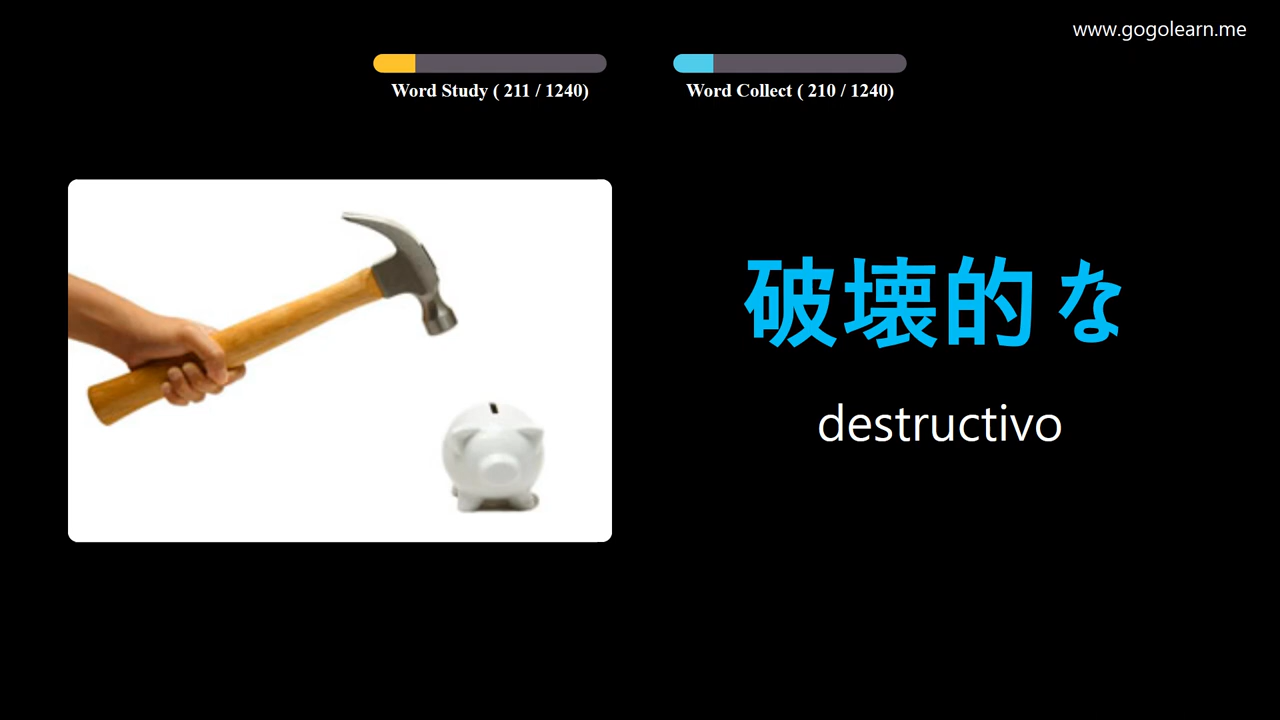 www.gogolearn.me
Word Study ( 211 / 1240)
Word Collect ( 210 / 1240)
破壊的な
destructivo